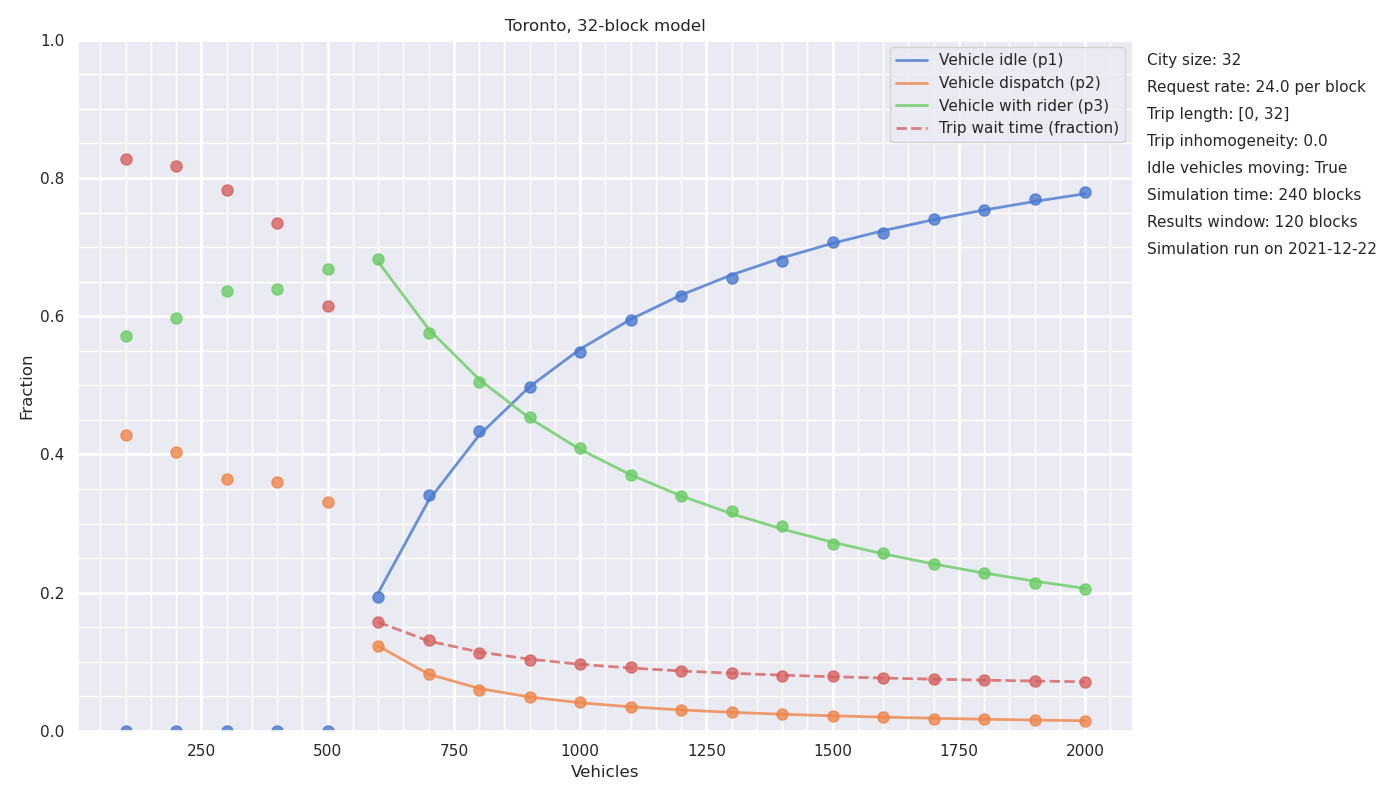 Toronto, 32-block model
1.0
0.8
0.6
0.4
0.2
0.0
Fraction
250
500
750
1000
1250
1500
1750
2000
Vehicles
Vehicle idle (p1)
Vehicle dispatch (p2)
Vehicle with rider (p3)
Trip wait time (fraction)
City size: 32
Request rate: 24.0 per block
Trip length: [0, 32]
Trip inhomogeneity: 0.0
Idle vehicles moving: True
Simulation time: 240 blocks
Results window: 120 blocks
Simulation run on 2021-12-22